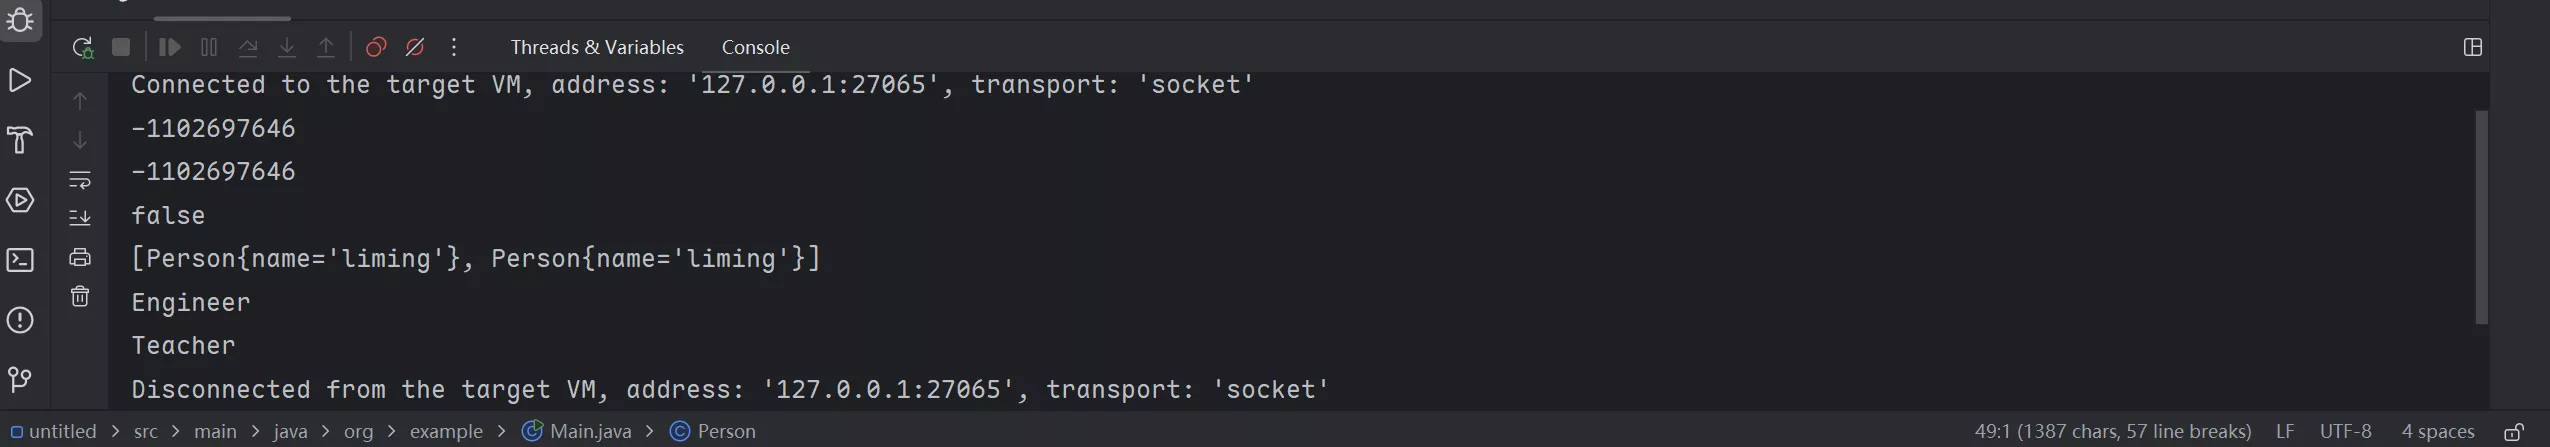 Threads & Variables Console
Connected to the target VM, address: '127.0.0.1:27065', transport: 'socket'
-1102697646
-1102697646
false
[Person{name='liming'}, Person{name='liming'}]
Engineer
Teacher
Disconnected from the target VM, address: '127.0.0.1:27065', transport: 'socket'
untitled > src > main > java > org > example > Main.java > Person 49:1 (1387 chars, 57 line breaks) LF UTF-8 4 spaces